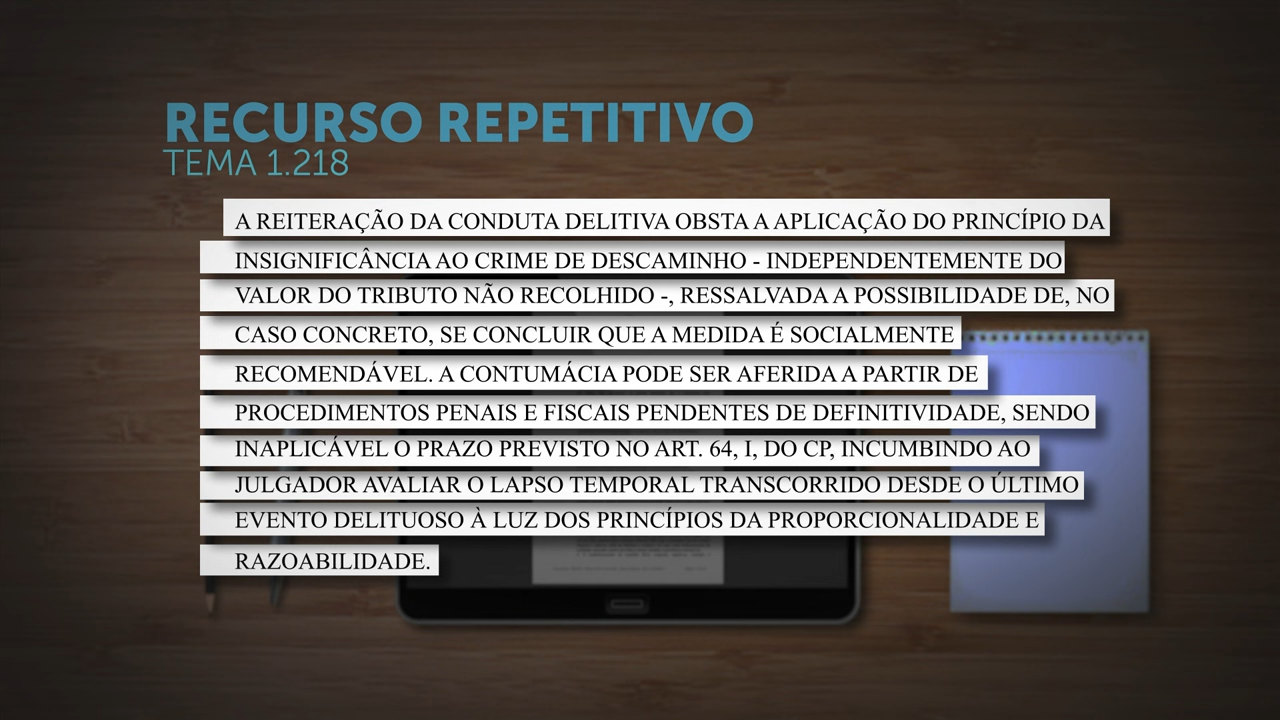 RECURSO REPETITIVO
TEMA 1.218
A REITERAÇÃO DA CONDUTA DELITIVA OBSTA A APLICAÇÃO DO PRINCÍPIO DA
INSIGNIFICÂNCIA AO CRIME DE DESCAMINHO - INDEPENDENTEMENTE DO
VALOR DO TRIBUTO NÃO RECOLHIDO -, RESSALVADA A POSSIBILIDADE DE, NO
CASO CONCRETO, SE CONCLUIR QUE A MEDIDA É SOCIALMENTE
RECOMENDÁVEL. A CONTUMÁCIA PODE SER AFERIDA A PARTIR DE
PROCEDIMENTOS PENAIS E FISCAIS PENDENTES DE DEFINITIVIDADE, SENDO
INAPLICÁVEL O PRAZO PREVISTO NO ART. 64, I, DO CP, INCUMBINDO AO
JULGADOR AVALIAR O LAPSO TEMPORAL TRANSCORRIDO DESDE O ÚLTIMO
EVENTO DELITUOSO À LUZ DOS PRINCÍPIOS DA PROPORCIONALIDADE E
RAZOABILIDADE.